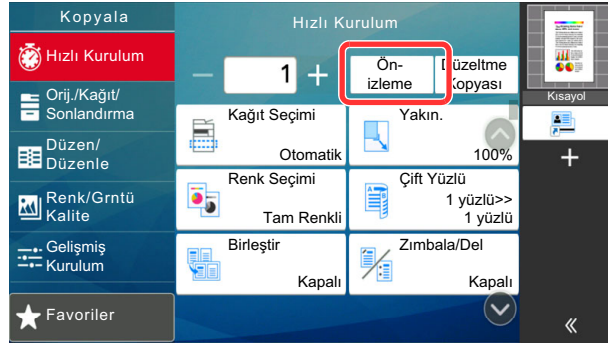 Kopyala
Hızlı Kurulum
Hızlı Kurulum
Orij./Kağıt/
Sonlandırma
Düzen/
Düzenle
Renk/Grntü
Kalite
Gelişmiş
Kurulum
Favoriler
1
Ön-
izleme
Düzeltme
Kopyası
Kağıt Seçimi
Otomatik
Yakın.
100%
Renk Seçimi
Tam Renkli
Çift Yüzlü
1 yüzlü>>
1 yüzlü
Birleştir
Kapalı
Zımbala/Del
Kapalı
Kısayol